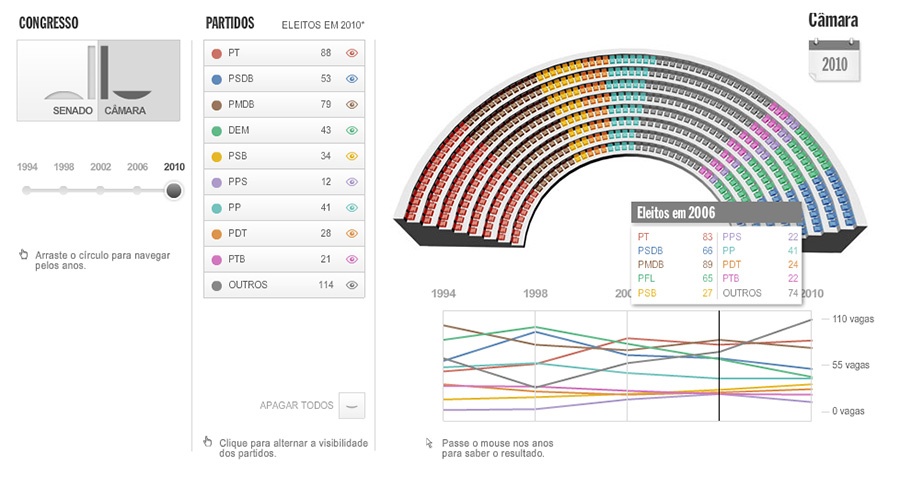 CONGRESSO
SENADO
CÂMARA
1994 1998 2002 2006 2010
Arraste o círculo para navegar
pelos anos.
PARTIDOS ELEITOS EM 2010*
PT 88
PSDB 53
PMDB 79
DEM 43
PSB 34
PPS 12
PP 41
PDT 28
PTB 21
OUTROS 114
APAGAR TODOS
Clique para alternar a visibilidade
dos partidos.
Câmara
2010
Eleitos em 2006
PT 83 PPS 22
PSDB 66 PP 41
PMDB 89 PDT 24
PFL 65 PTB 22
PSB 27 OUTROS 74
1994 1998 200 2010
110 vagas
55 vagas
0 vagas
Passe o mouse nos anos
para saber o resultado.